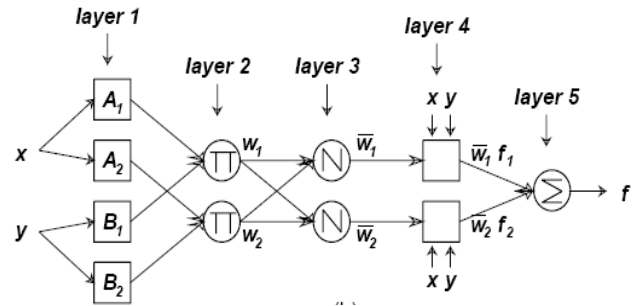 layer 1
layer 2
layer 3
layer 4
layer 5
x
y
A1
A2
B1
B2
Π
Π
w1
w2
N
N
w̅1
w̅2
x y
x y
w̅1 f1
w̅2 f2
Σ
f